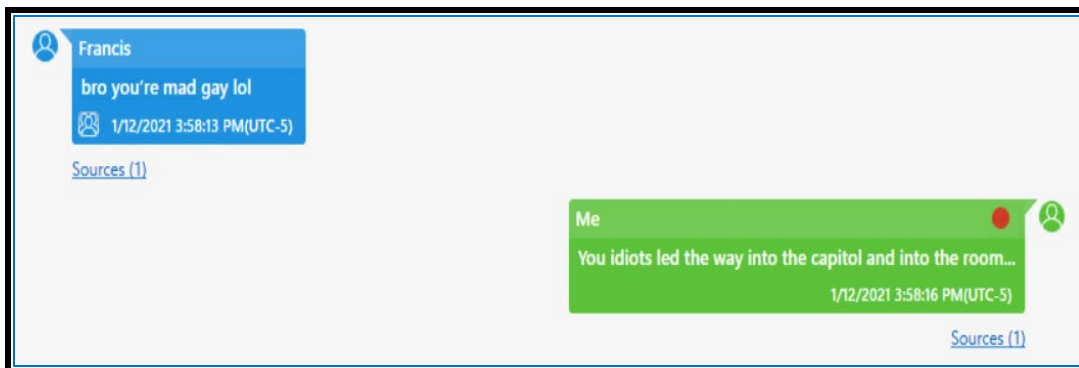 Francis
bro you're mad gay lol
1/12/2021 3:58:13 PM(UTC-5)
Sources (1)
Me
You idiots led the way into the capitol and into the room...
1/12/2021 3:58:16 PM(UTC-5)
Sources (1)